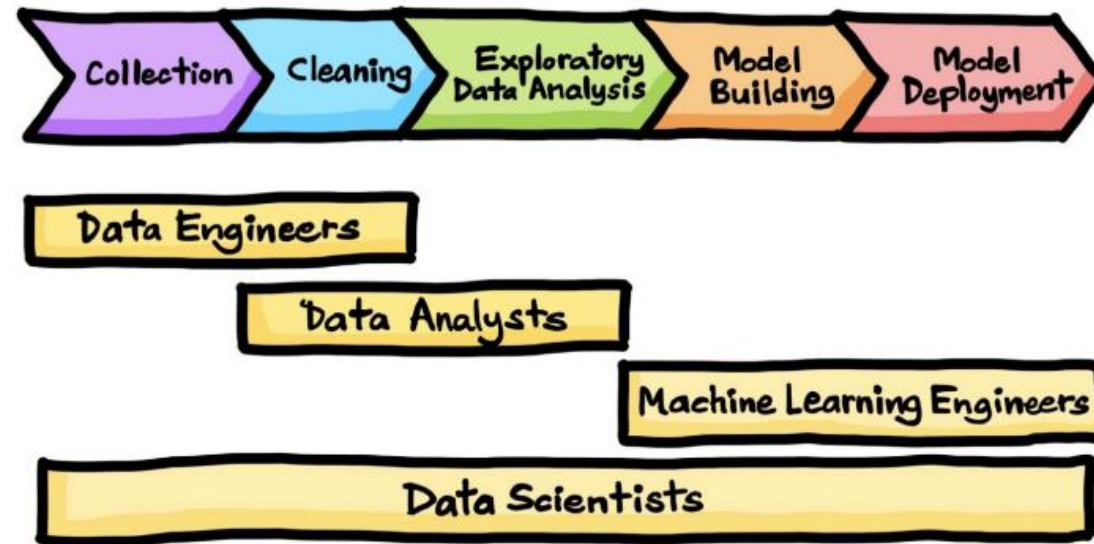 Collection
Cleaning
Exploratory
Data Analysis
Model
Building
Model
Deployment
Data Engineers
Data Analysts
Machine Learning Engineers
Data Scientists